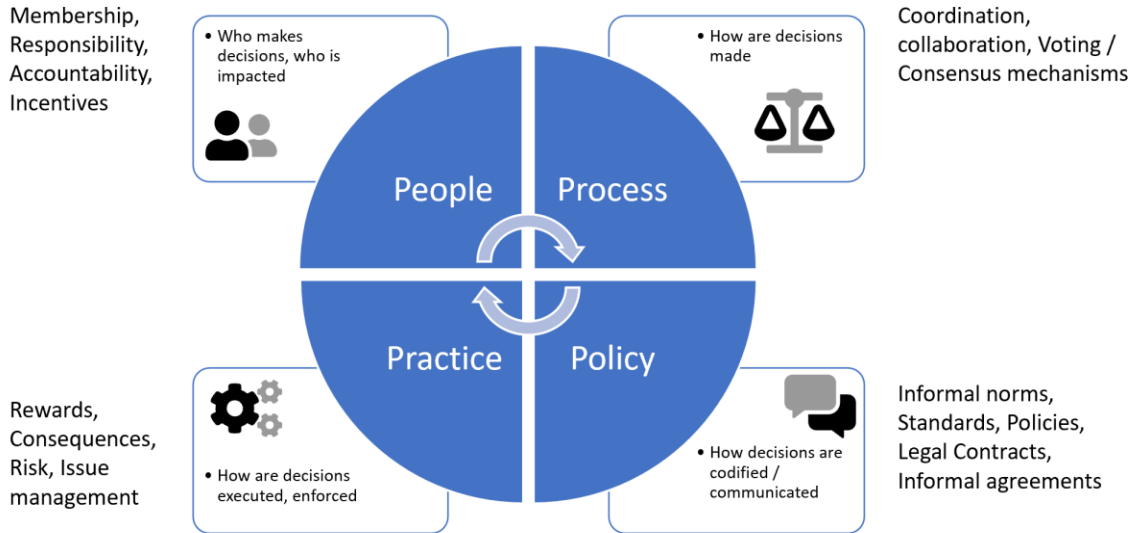 Membership,
Responsibility,
Accountability,
Incentives
• Who makes
decisions, who is
impacted
People
• How are decisions
made
Process
Coordination,
collaboration, Voting /
Consensus mechanisms
Rewards,
Consequences,
Risk, Issue
management
• How are decisions
executed, enforced
Practice
Policy
• How decisions are
codified /
communicated
Informal norms,
Standards, Policies,
Legal Contracts,
Informal agreements